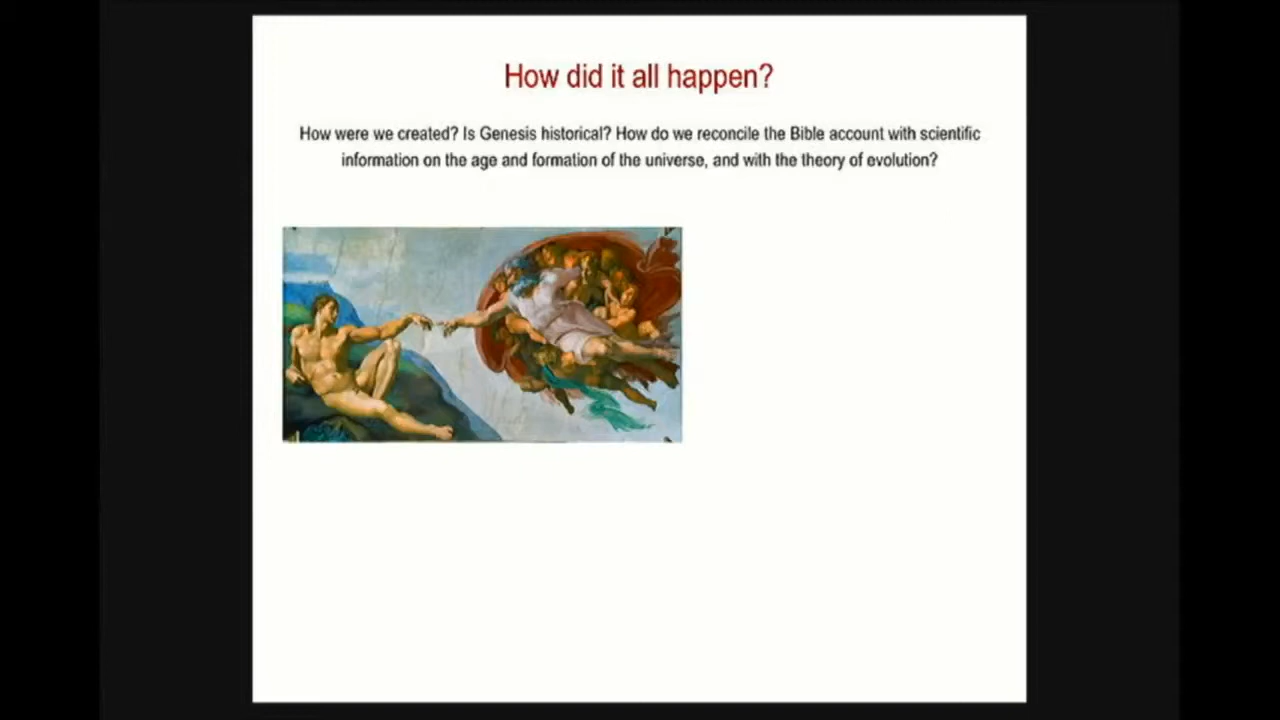 How did it all happen?
How were we created? Is Genesis historical? How do we reconcile the Bible account with scientific
information on the age and formation of the universe, and with the theory of evolution?